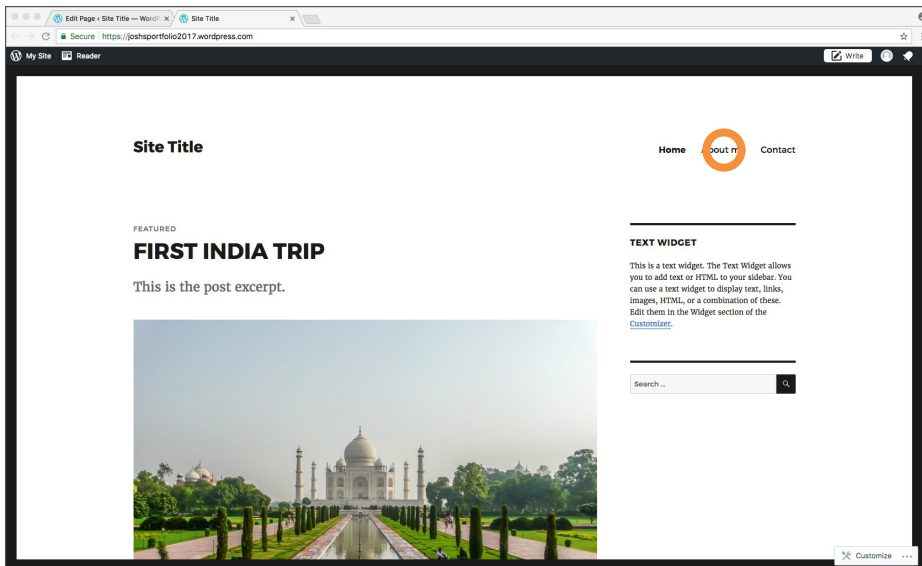 Edit Page ‹ Site Title — WordPr
Site Title
Secure https://joshsportfolio2017.wordpress.com
My Site Reader Write
Site Title
Home About m Contact
FEATURED
FIRST INDIA TRIP
This is the post excerpt.
TEXT WIDGET
This is a text widget. The Text Widget allows
you to add text or HTML to your sidebar. You
can use a text widget to display text, links,
images, HTML, or a combination of these.
Edit them in the Widget section of the
Customizer.
Search …
Customize